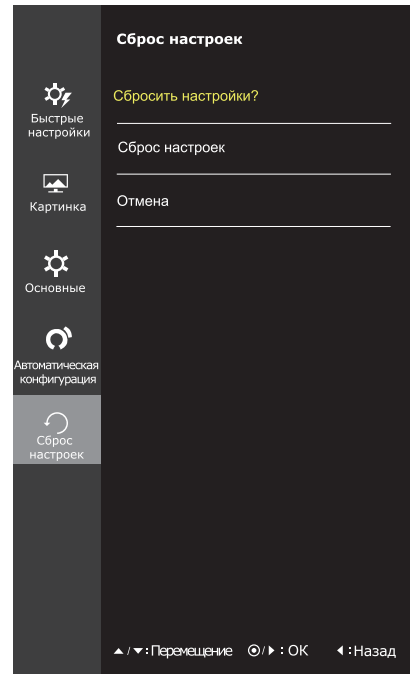 Сброс настроек
Быстрые
настройки
Картинка
Основные
Автоматическая
конфигурация
Сброс
настроек
Сбросить настройки?
Сброс настроек
Отмена
▲/▼:Перемещение ◉/▶:OK ◀:Назад